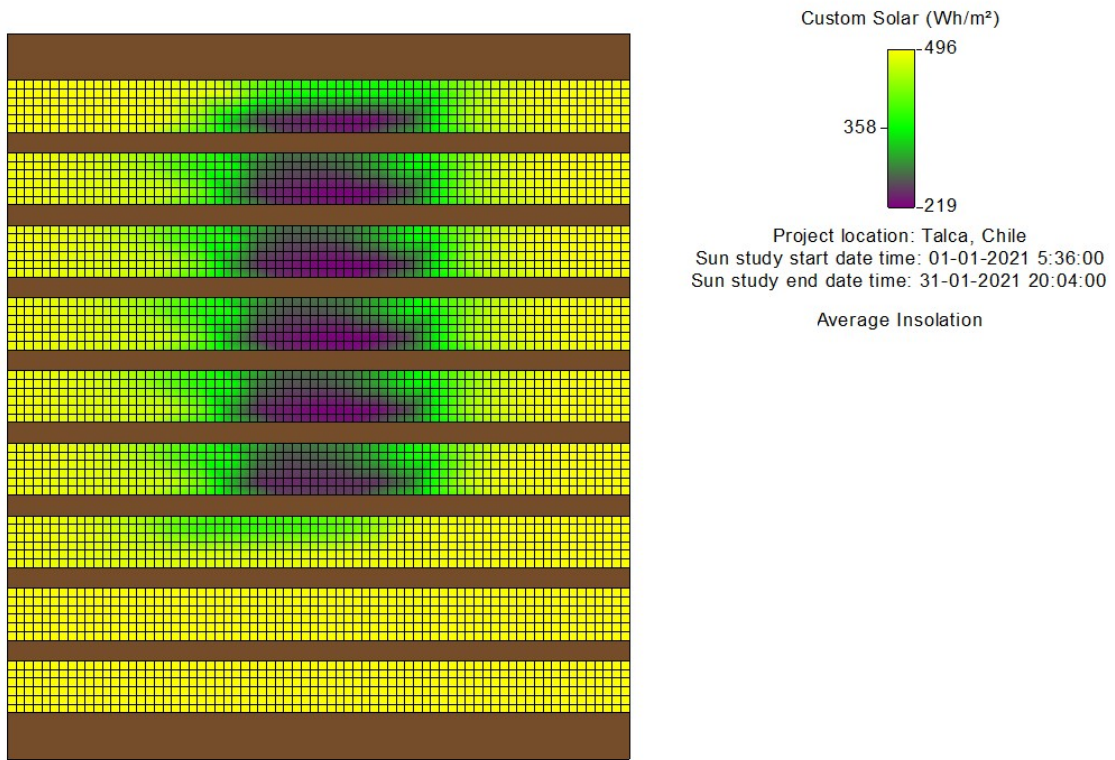 Custom Solar (Wh/m²)
496
358
219
Project location: Talca, Chile
Sun study start date time: 01-01-2021 5:36:00
Sun study end date time: 31-01-2021 20:04:00
Average Insolation